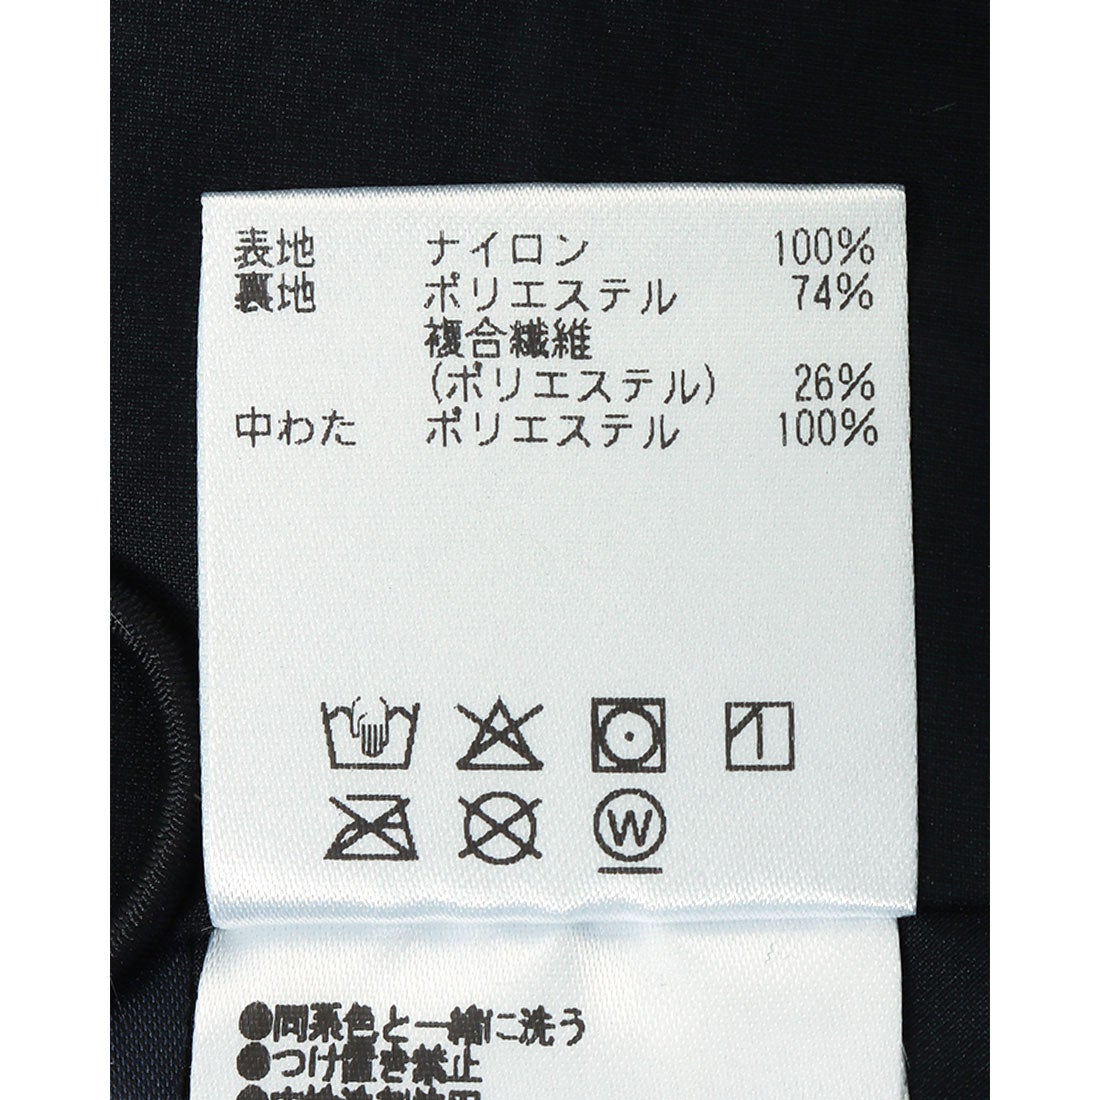 表地 ナイロン 100%
裏地 ポリエステル 74%
複合繊維
(ポリエステル) 26%
中わた ポリエステル 100%
W
●同系色と一緒に洗う
●つけ置き禁止